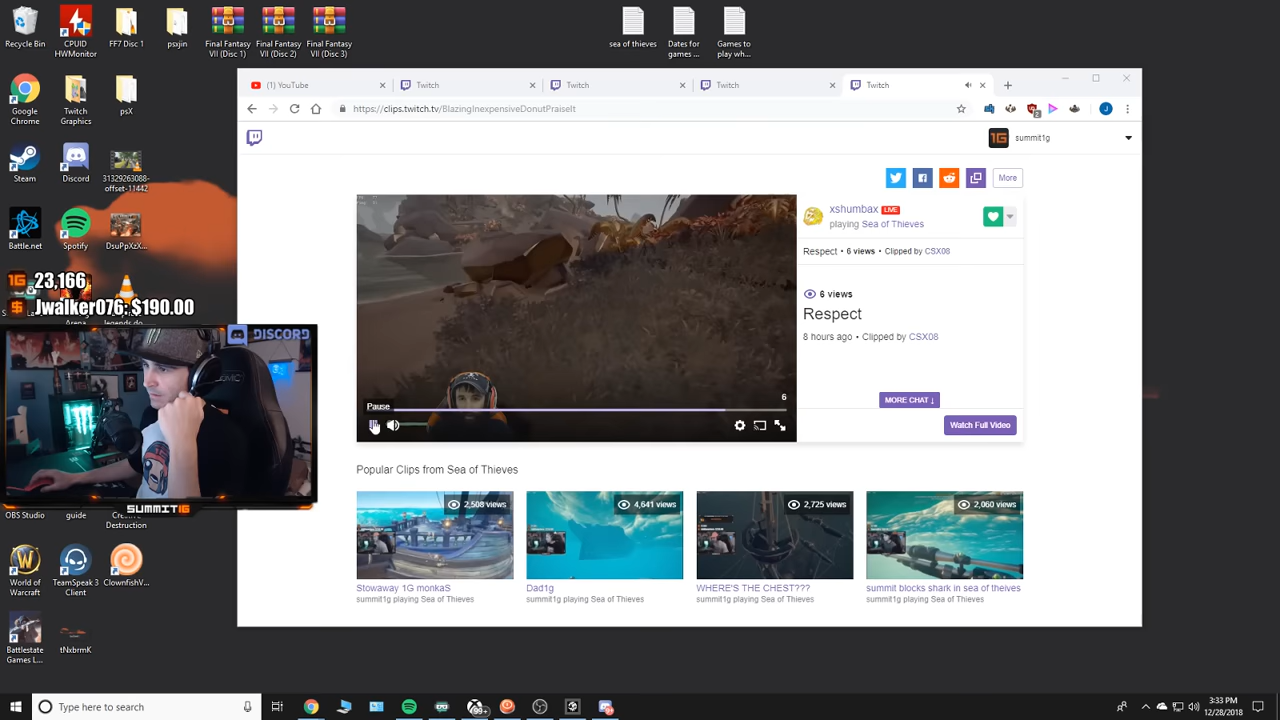 Recycle Bin
CPUID
HWMonitor
FF7 Disc 1
psxjin
Final Fantasy
VII (Disc 1)
Final Fantasy
VII (Disc 2)
Final Fantasy
VII (Disc 3)
sea of thieves
Dates for
games ...
Games to
play wh...
Google
Chrome
Twitch
Graphics
psX
(1) YouTube
Twitch
Twitch
Twitch
Twitch
https://clips.twitch.tv/BlazingInexpensiveDonutPraiseIt
2
J
1G
summit1g
Steam
Discord
31329263088-
offset-11442
More
Battle.net
Spotify
DsuPpXzX...
xshumbax LIVE
playing Sea of Thieves
Respect • 6 views • Clipped by CSX08
6 views
Respect
8 hours ago • Clipped by CSX08
23,166
Jwalker076: $190.00
DISCORD
Pause
6
MORE CHAT ↓
Watch Full Video
Popular Clips from Sea of Thieves
2,508 views
4,641 views
2,725 views
2,060 views
SUMMIT1G
OBS Studio
guide
Destruction
Stowaway 1G monkaS
summit1g playing Sea of Thieves
Dad1g
summit1g playing Sea of Thieves
WHERE'S THE CHEST???
summit1g playing Sea of Thieves
summit blocks shark in sea of theives
summit1g playing Sea of Thieves
World of
Warcraft
TeamSpeak 3
Client
ClownfishV...
Battlestate
Games L...
tNxbrmK
Type here to search
99+
3:33 PM
12/28/2018